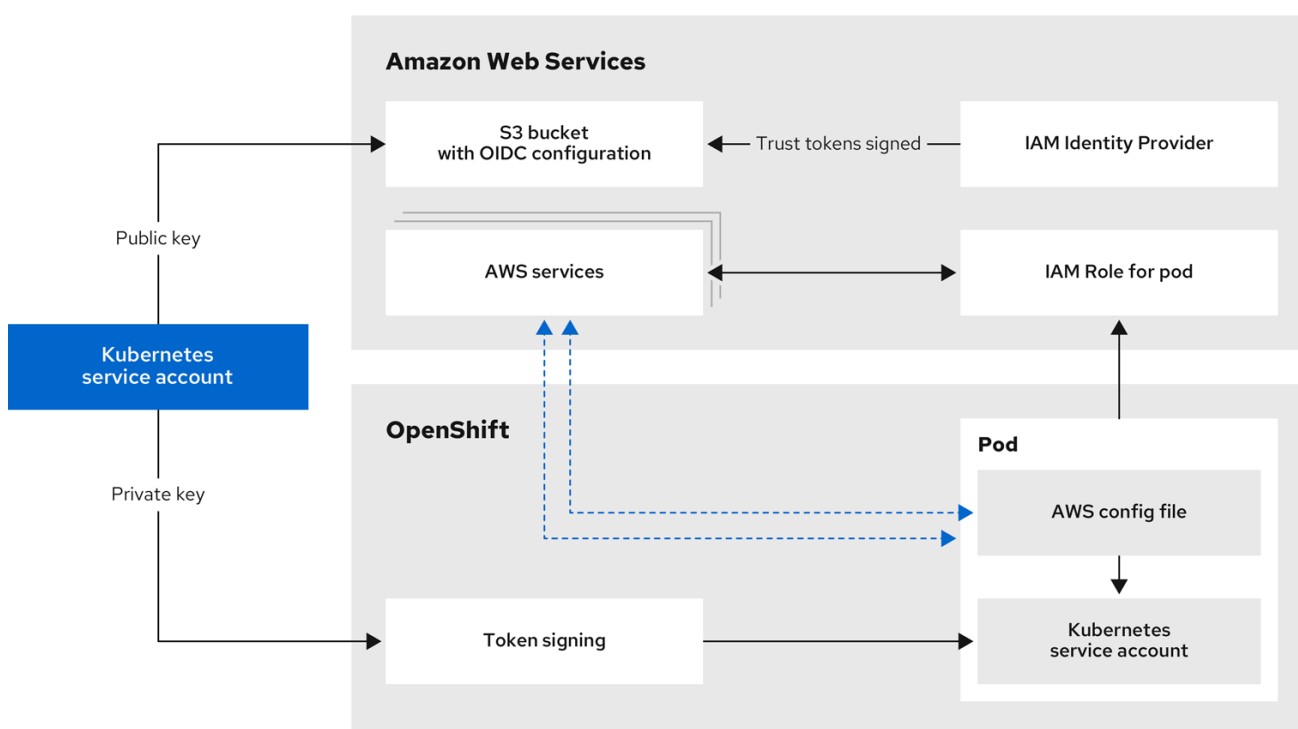 Amazon Web Services
S3 bucket
with OIDC configuration
Trust tokens signed
IAM Identity Provider
Public key
AWS services
IAM Role for pod
Kubernetes
service account
OpenShift
Pod
Private key
AWS config file
Token signing
Kubernetes
service account